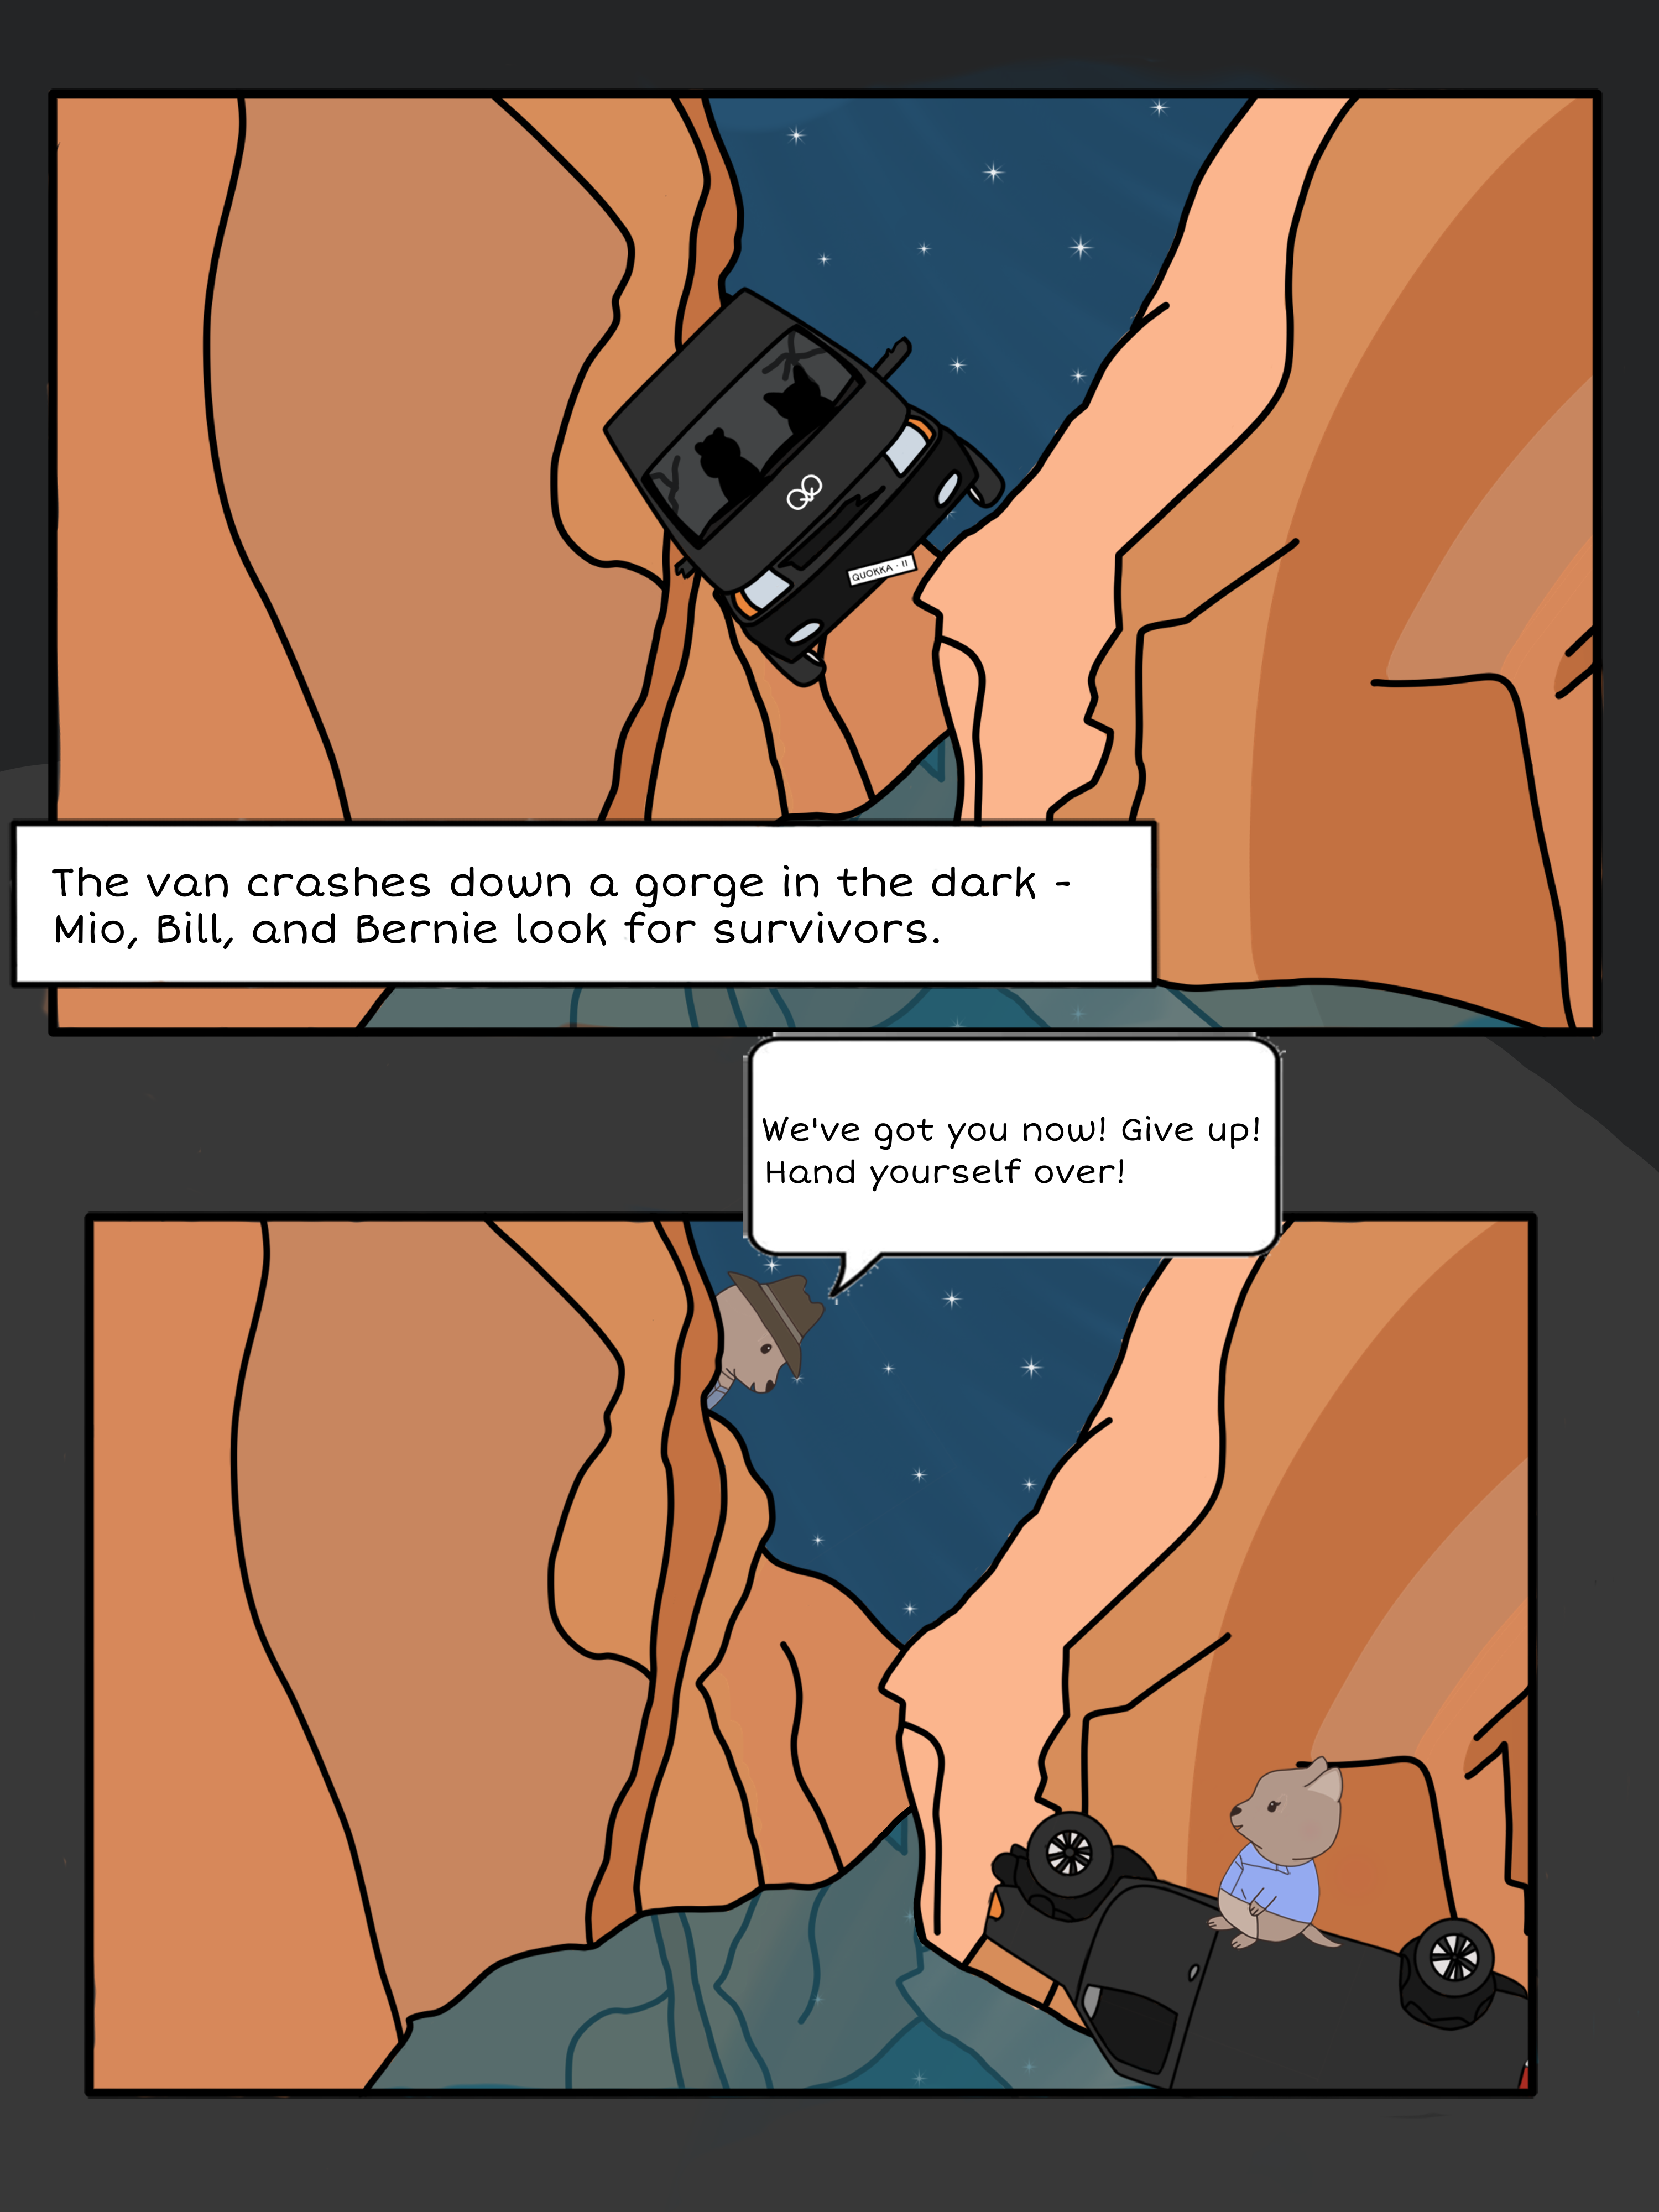 QUOKKA · II
The van crashes down a gorge in the dark -
Mio, Bill, and Bernie look for survivors.
We've got you now! Give up!
Hand yourself over!